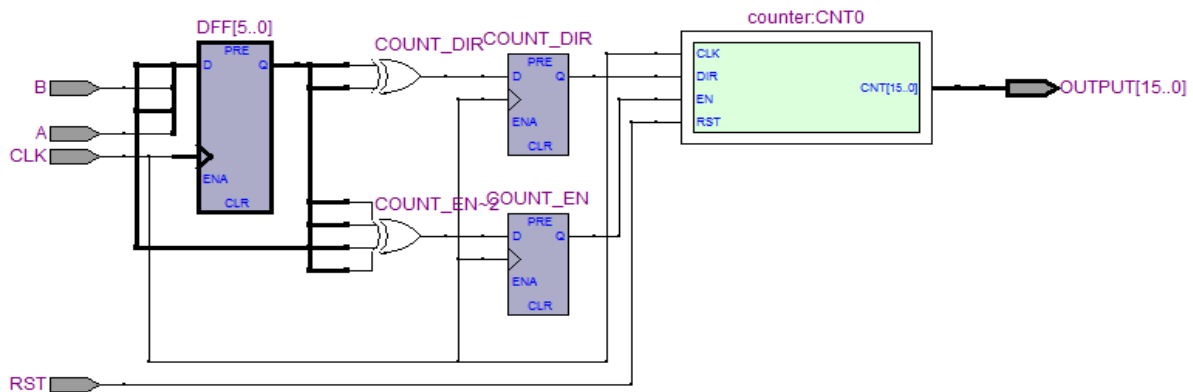 counter:CNT0
DFF[5..0]
COUNT_DIR
COUNT_DIR
PRE
D
Q
ENA
CLR
B
A
CLK
PRE
D
Q
ENA
CLR
CLK
DIR
EN
RST
CNT[15..0]
OUTPUT[15..0]
COUNT_EN~2
COUNT_EN
PRE
D
Q
ENA
CLR
RST